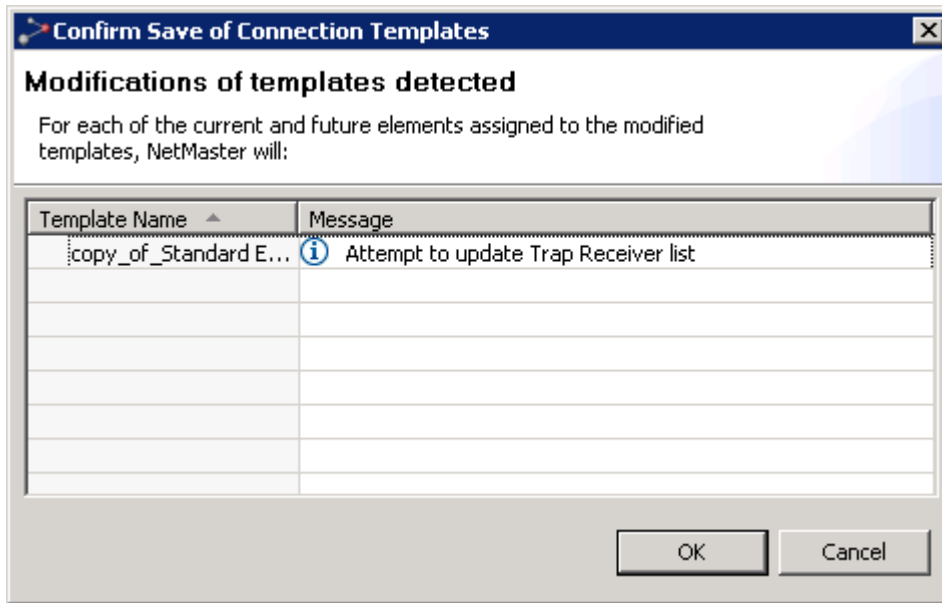 Confirm Save of Connection Templates
Modifications of templates detected
For each of the current and future elements assigned to the modified
templates, NetMaster will:
Template Name Message
copy_of_Standard E... Attempt to update Trap Receiver list
OK Cancel